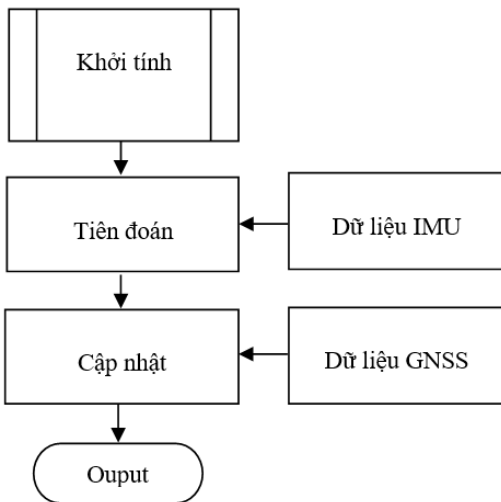 Khởi tính
Tiên đoán
Dữ liệu IMU
Cập nhật
Dữ liệu GNSS
Ouput